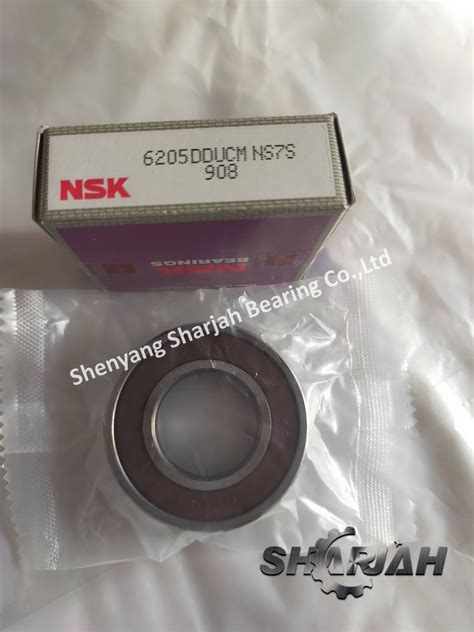 6205DDUCM NS7S
908
NSK
NSK
BEARINGS
Shenyang Sharjah Bearing Co.,Ltd
SHARJAH